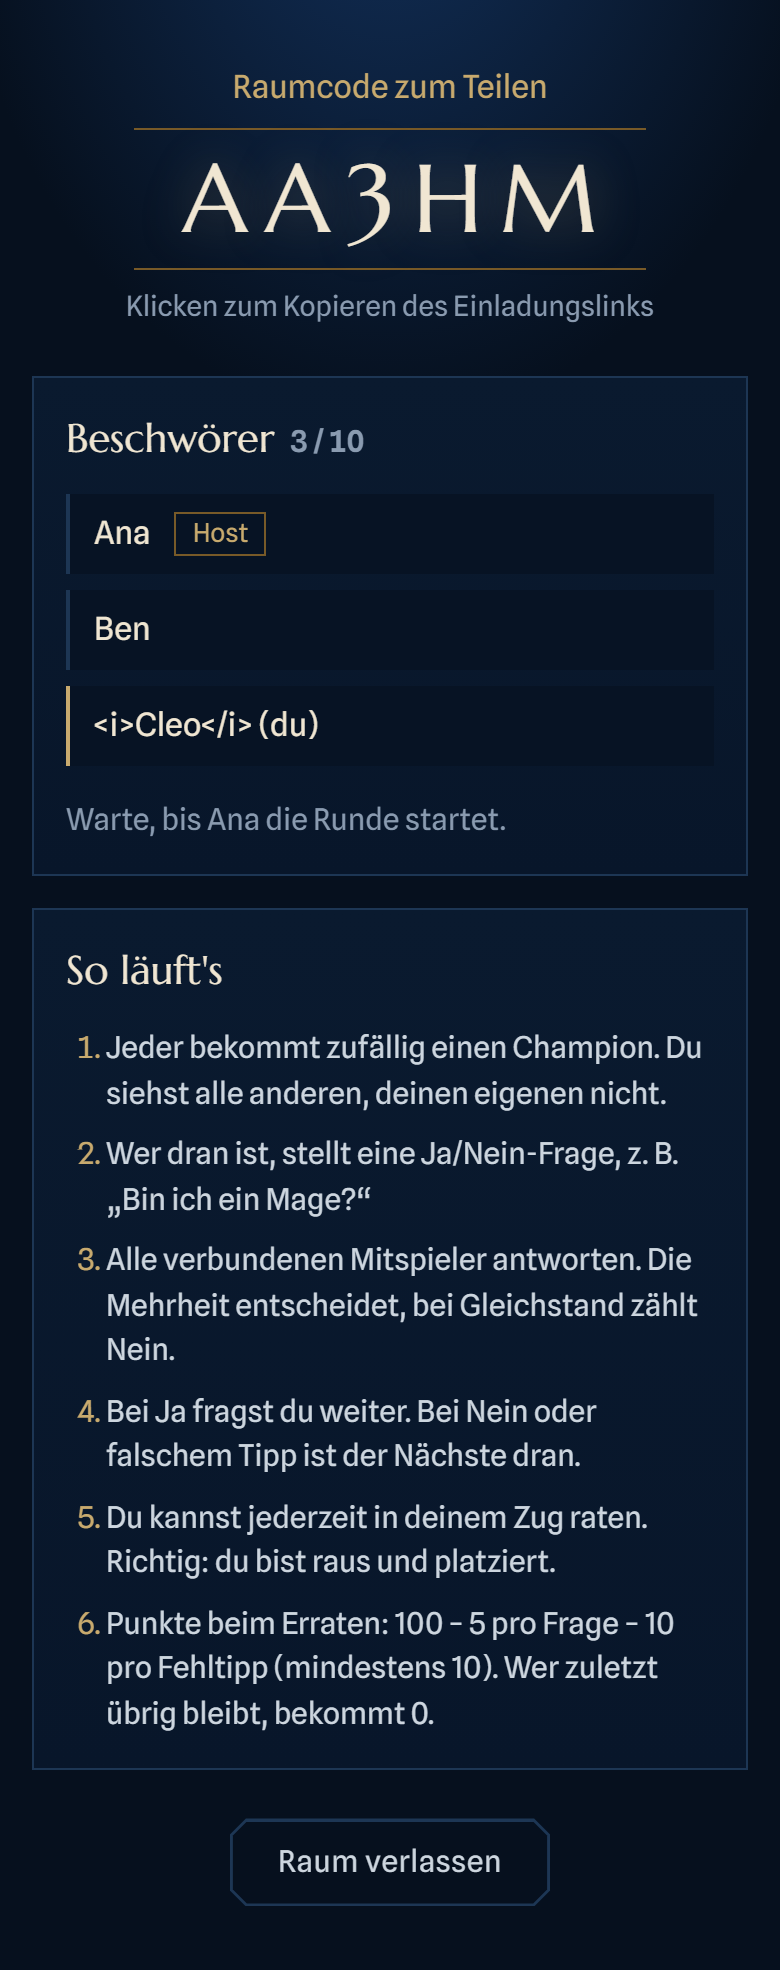 Raumcode zum Teilen
AA3HM
Klicken zum Kopieren des Einladungslinks
Beschwörer 3 / 10
Ana Host
Ben
<i>Cleo</i> (du)
Warte, bis Ana die Runde startet.
So läuft's
1. Jeder bekommt zufällig einen Champion. Du
siehst alle anderen, deinen eigenen nicht.
2. Wer dran ist, stellt eine Ja/Nein-Frage, z. B.
„Bin ich ein Mage?“
3. Alle verbundenen Mitspieler antworten. Die
Mehrheit entscheidet, bei Gleichstand zählt
Nein.
4. Bei Ja fragst du weiter. Bei Nein oder
falschem Tipp ist der Nächste dran.
5. Du kannst jederzeit in deinem Zug raten.
Richtig: du bist raus und platziert.
6. Punkte beim Erraten: 100 − 5 pro Frage − 10
pro Fehltipp (mindestens 10). Wer zuletzt
übrig bleibt, bekommt 0.
Raum verlassen